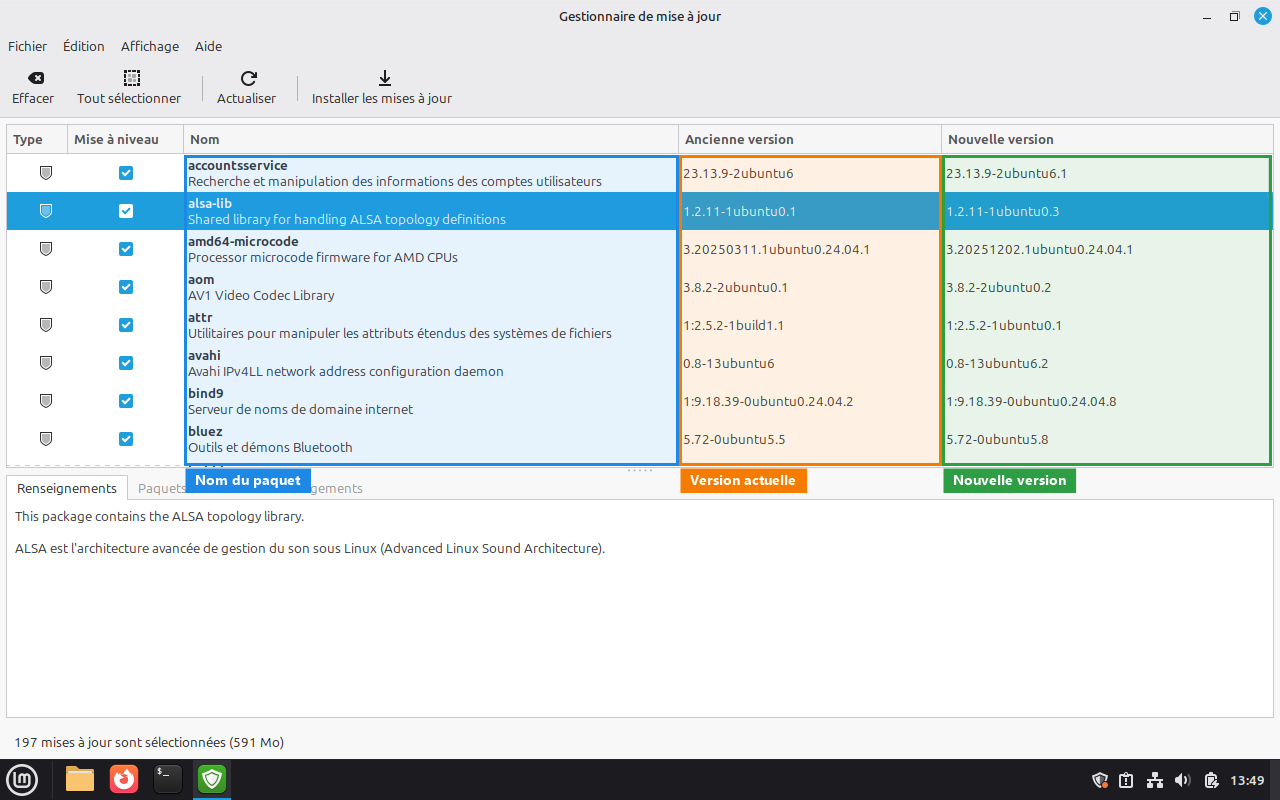 Gestionnaire de mise à jour
Fichier Édition Affichage Aide
Effacer Tout sélectionner Actualiser Installer les mises à jour
Type Mise à niveau Nom Ancienne version Nouvelle version
accountsservice
Recherche et manipulation des informations des comptes utilisateurs
23.13.9-2ubuntu6 23.13.9-2ubuntu6.1
alsa-lib
Shared library for handling ALSA topology definitions
1.2.11-1ubuntu0.1 1.2.11-1ubuntu0.3
amd64-microcode
Processor microcode firmware for AMD CPUs
3.20250311.1ubuntu0.24.04.1 3.20251202.1ubuntu0.24.04.1
aom
AV1 Video Codec Library
3.8.2-2ubuntu0.1 3.8.2-2ubuntu0.2
attr
Utilitaires pour manipuler les attributs étendus des systèmes de fichiers
1:2.5.2-1build1.1 1:2.5.2-1ubuntu0.1
avahi
Avahi IPv4LL network address configuration daemon
0.8-13ubuntu6 0.8-13ubuntu6.2
bind9
Serveur de noms de domaine internet
1:9.18.39-0ubuntu0.24.04.2 1:9.18.39-0ubuntu0.24.04.8
bluez
Outils et démons Bluetooth
5.72-0ubuntu5.5 5.72-0ubuntu5.8
Nom du paquet Version actuelle Nouvelle version
Renseignements Paquets
This package contains the ALSA topology library.
ALSA est l'architecture avancée de gestion du son sous Linux (Advanced Linux Sound Architecture).
197 mises à jour sont sélectionnées (591 Mo)
13:49